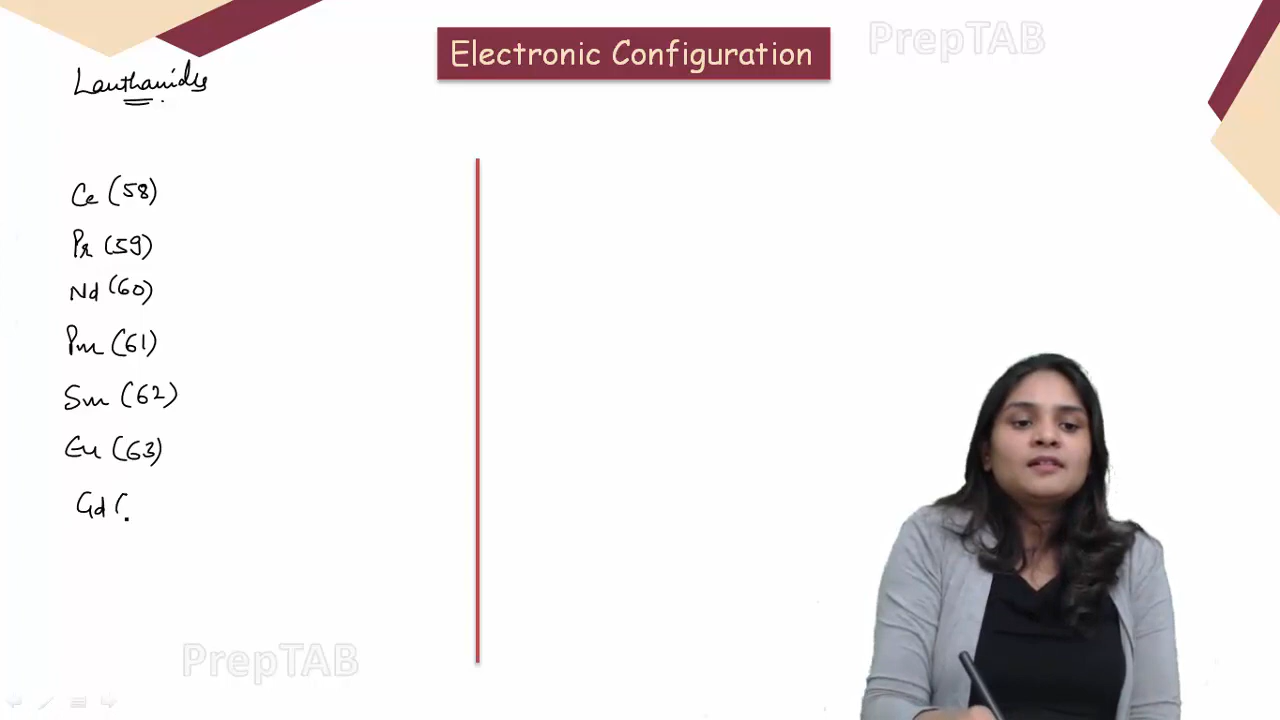 PrepTAB
Electronic Configuration
Lanthanides
Ce (58)
Pr (59)
Nd (60)
Pm (61)
Sm (62)
Eu (63)
Gd (
PrepTAB